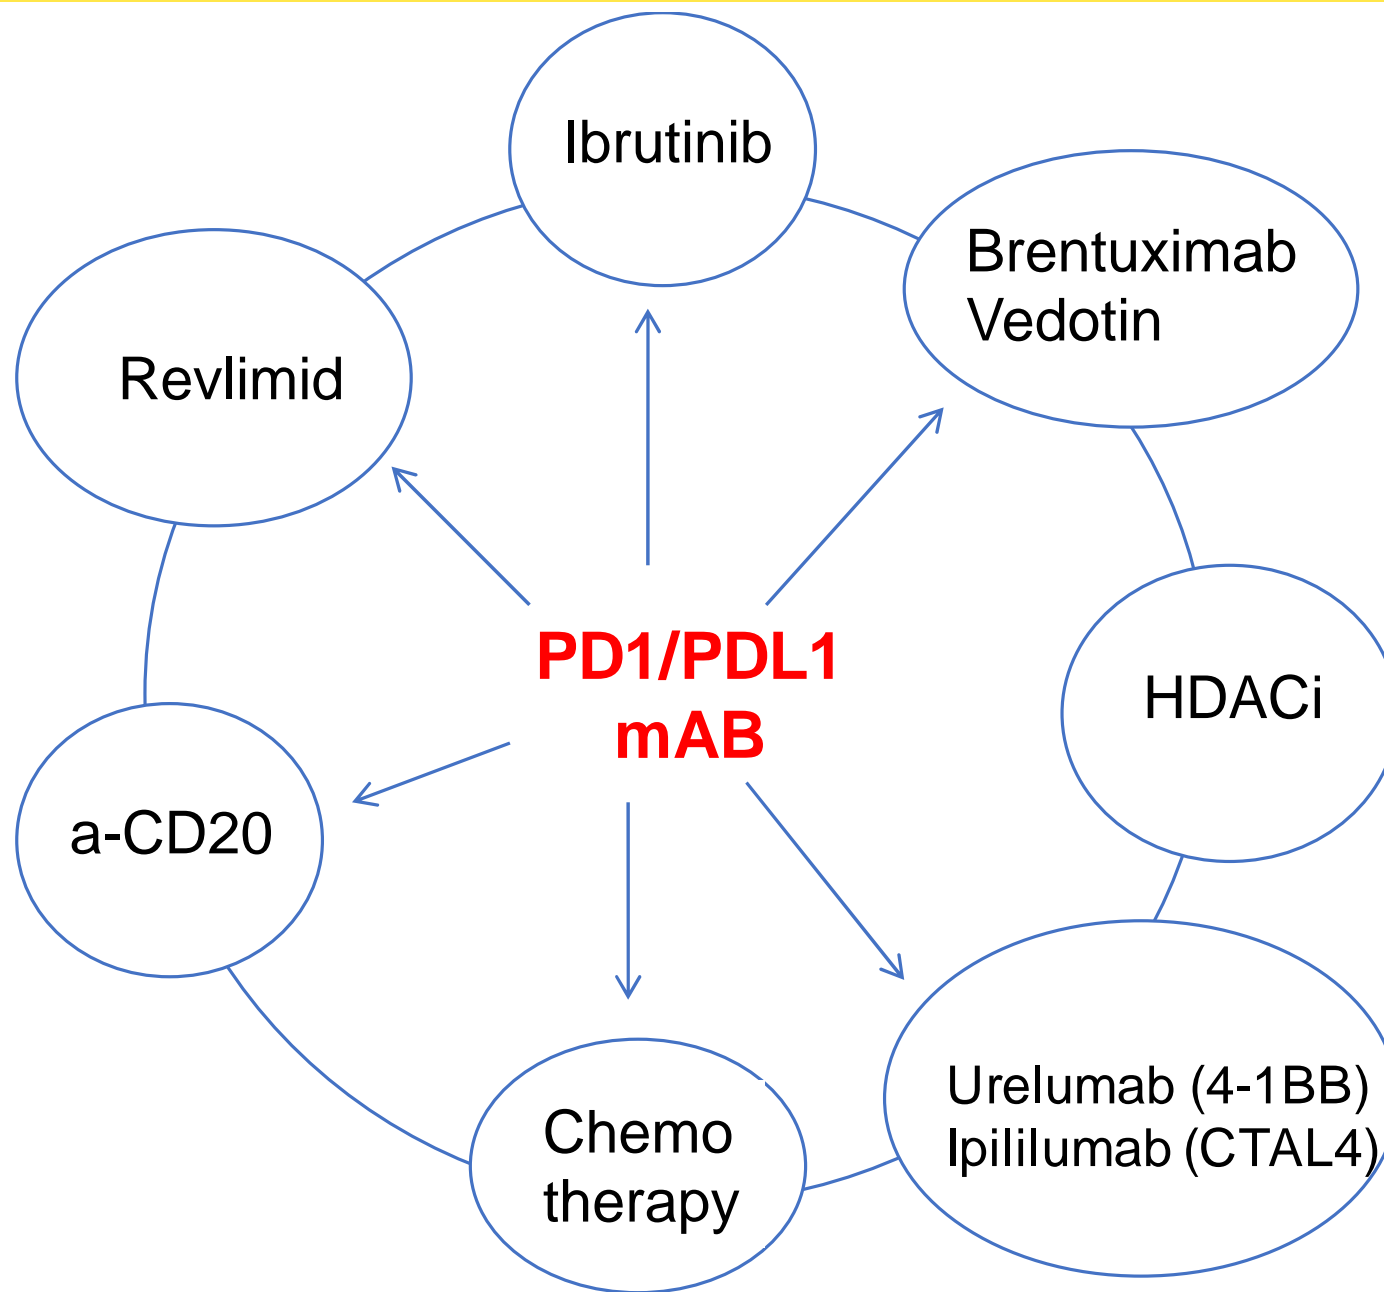 Ibrutinib
Brentuximab
Vedotin
Revlimid
PD1/PDL1
mAB
HDACi
a-CD20
Urelumab (4-1BB)
Ipililumab (CTAL4)
Chemo
therapy